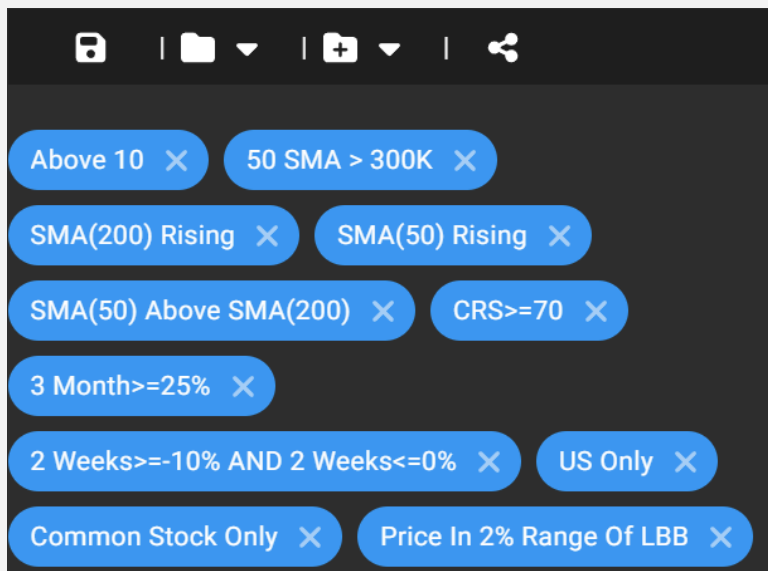 Above 10 50 SMA > 300K
SMA(200) Rising SMA(50) Rising
SMA(50) Above SMA(200) CRS>=70
3 Month>=25%
2 Weeks>=-10% AND 2 Weeks<=0% US Only
Common Stock Only Price In 2% Range Of LBB